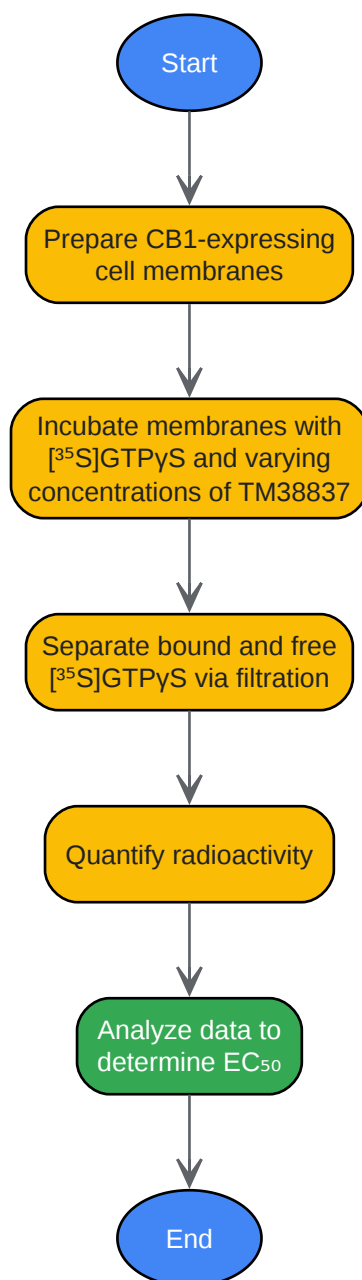 Start
Prepare CB1-expressing
cell membranes
Incubate membranes with
[³⁵S]GTPγS and varying
concentrations of TM38837
Separate bound and free
[³⁵S]GTPγS via filtration
Quantify radioactivity
Analyze data to
determine EC₅₀
End